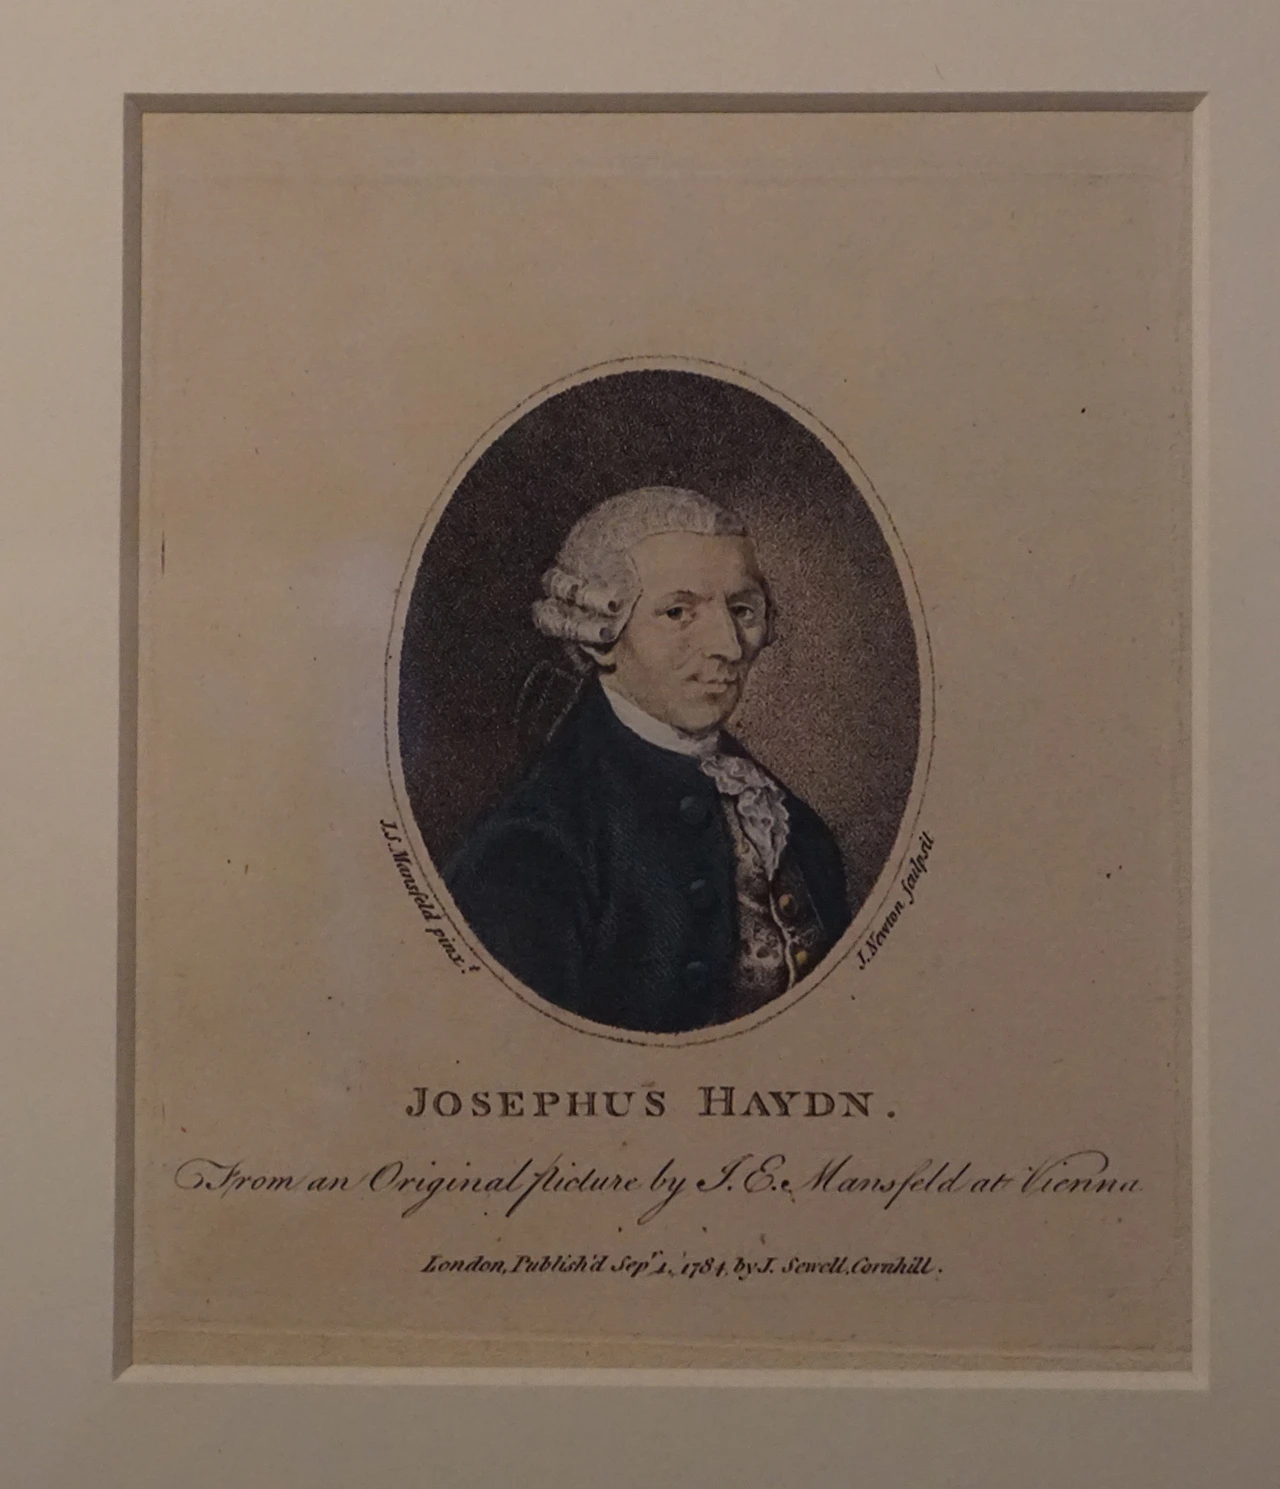 J.S. Mansfeld pinx.t
J. Newton sculpsit
JOSEPHUS HAYDN.
From an Original picture by J. E. Mansfeld at Vienna
London, Publish'd Sepr. 1, 1784, by J. Sewell, Cornhill.